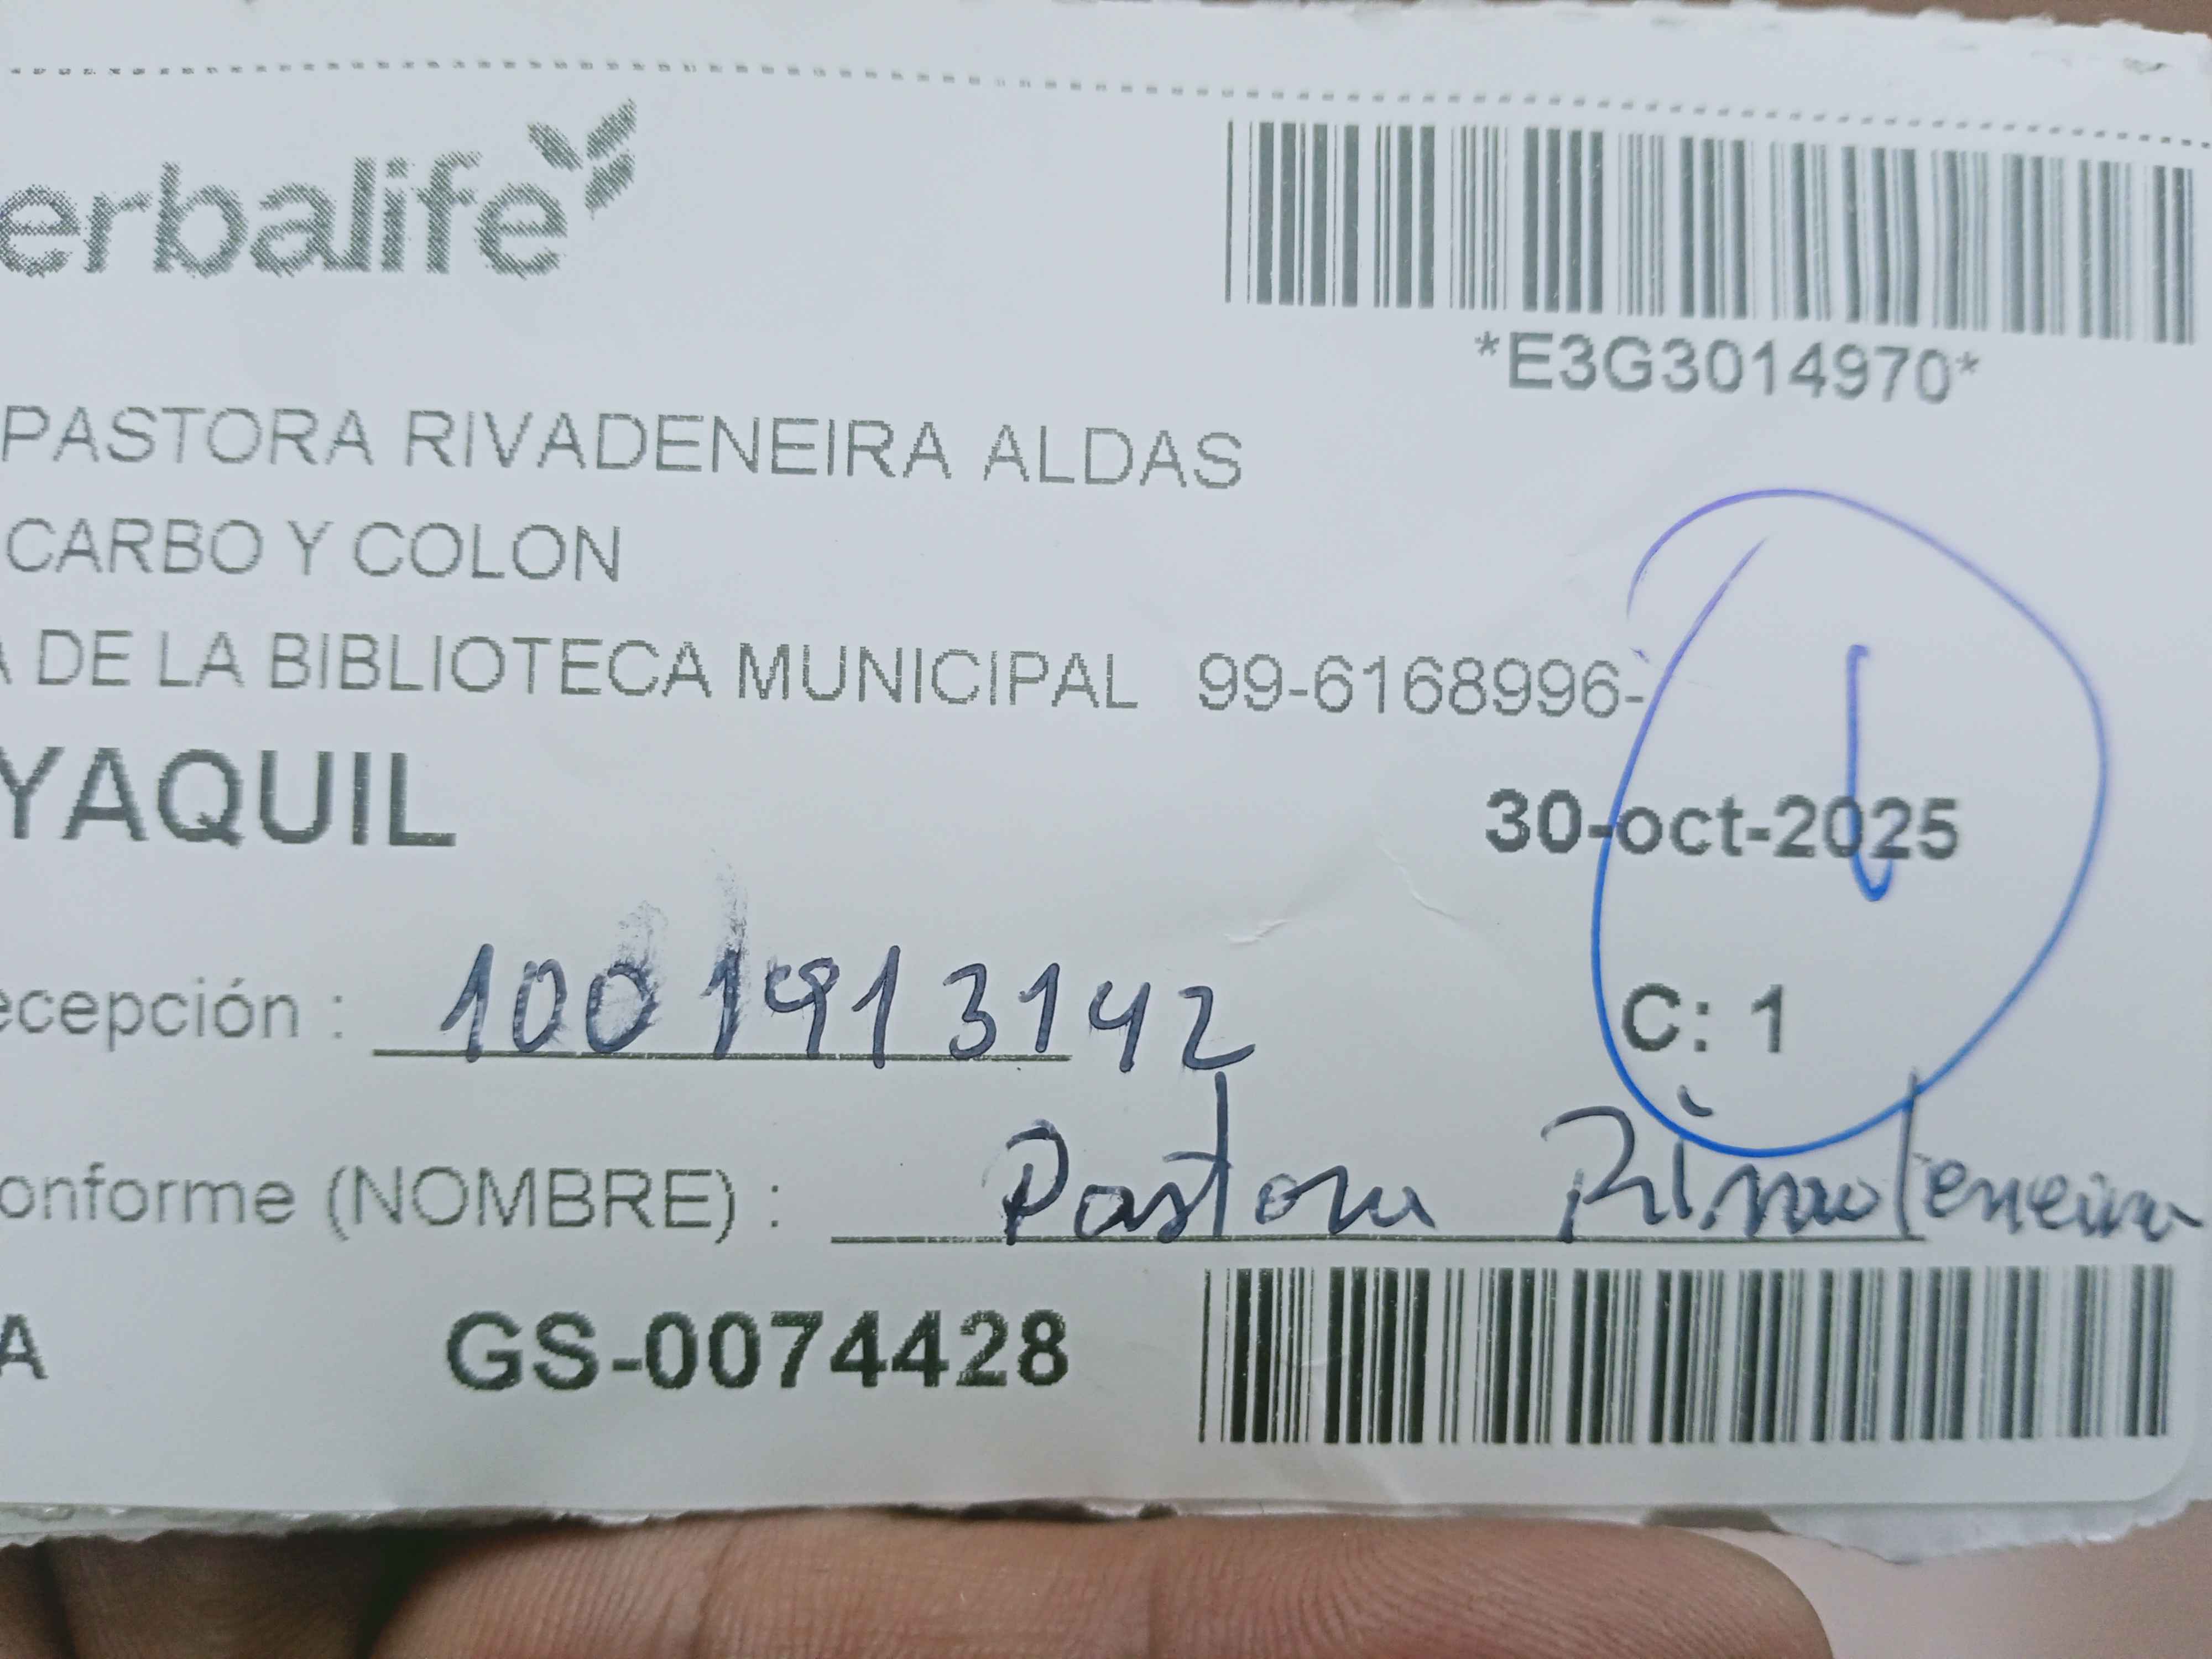 erbalife
*E3G3014970*
PASTORA RIVADENEIRA ALDAS
CARBO Y COLON
A DE LA BIBLIOTECA MUNICIPAL 99-6168996-
YAQUIL
30-oct-2025
ecepción : 1001913142
C: 1
onforme (NOMBRE) : Pastora Rivadeneira
A GS-0074428